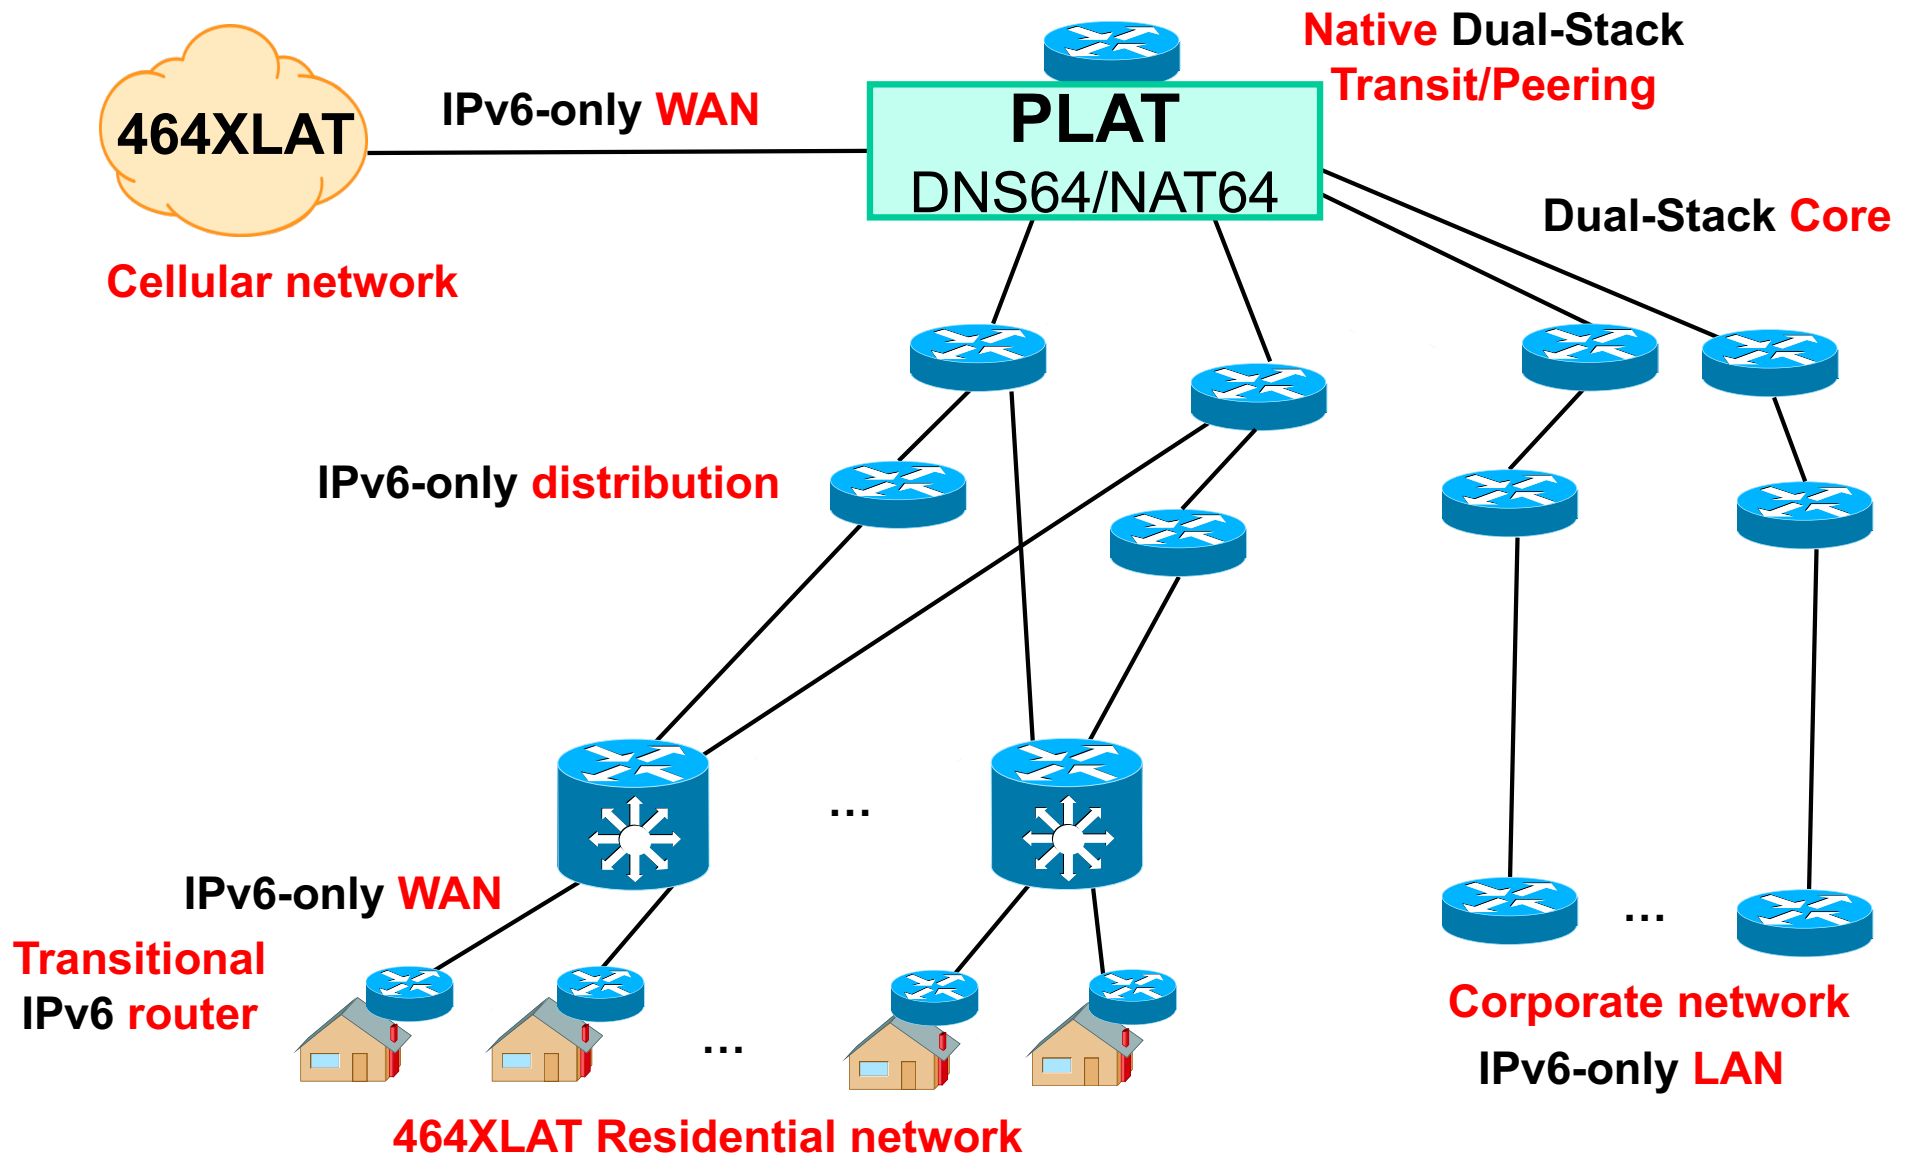 Native Dual-Stack
Transit/Peering
464XLAT
IPv6-only WAN
PLAT
DNS64/NAT64
Dual-Stack Core
Cellular network
IPv6-only distribution
...
IPv6-only WAN
...
Transitional
IPv6 router
...
Corporate network
IPv6-only LAN
464XLAT Residential network